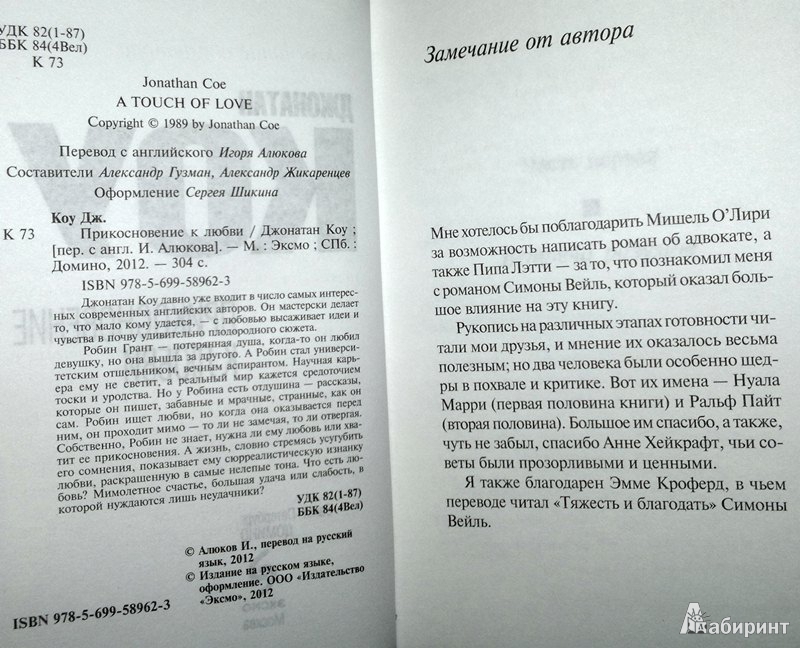 УДК 82(1-87)
ББК 84(4Вел)
К 73
Jonathan Coe
A TOUCH OF LOVE
Copyright © 1989 by Jonathan Coe
Перевод с английского Игоря Алюкова
Составители Александр Гузман, Александр Жикаренцев
Оформление Сергея Шикина
Коу Дж.
К 73 Прикосновение к любви / Джонатан Коу ;
[пер. с англ. И. Алюкова]. — М. : Эксмо ; СПб. :
Домино, 2012. — 304 с.
ISBN 978-5-699-58962-3
Джонатан Коу давно уже входит в число самых интерес-
ных современных английских авторов. Он мастерски делает
то, что мало кому удается, — с любовью высаживает идеи и
чувства в почву удивительно плодородного сюжета.
Робин Грант — потерянная душа, когда-то он любил
девушку, но она вышла за другого. А Робин стал универси-
тетским отшельником, вечным аспирантом. Научная карь-
ера ему не светит, а реальный мир кажется средоточием
тоски и уродства. Но у Робина есть отдушина — рассказы,
которые он пишет, забавные и мрачные, странные, как он
сам. Робин ищет любви, но когда она оказывается перед
ним, он проходит мимо — то ли не замечая, то ли отвергая.
Собственно, Робин не знает, нужна ли ему любовь или хва-
тит ее прикосновения. А жизнь, словно стремясь усугубить
его сомнения, показывает ему сюрреалистическую изнанку
любви, раскрашенную в самые нелепые тона. Что есть лю-
бовь? Мимолетное счастье, большая удача или слабость, в
которой нуждаются лишь неудачники?
УДК 82(1-87)
ББК 84(4Вел)
© Алюков И., перевод на русский
язык, 2012
© Издание на русском языке,
оформление. ООО «Издательство
«Эксмо», 2012
ISBN 978-5-699-58962-3
Замечание от автора
Мне хотелось бы поблагодарить Мишель О’Лири
за возможность написать роман об адвокате, а
также Пипа Лэтти — за то, что познакомил меня
с романом Симоны Вейль, который оказал боль-
шое влияние на эту книгу.
Рукопись на различных этапах готовности чи-
тали мои друзья, и мнение их оказалось весьма
полезным; но два человека были особенно щед-
ры в похвале и критике. Вот их имена — Нуала
Марри (первая половина книги) и Ральф Пайт
(вторая половина). Большое им спасибо, а также,
чуть не забыл, спасибо Анне Хейкрафт, чьи со-
веты были прозорливыми и ценными.
Я также благодарен Эмме Кроферд, в чьем
переводе читал «Тяжесть и благодать» Симоны
Вейль.
Лабиринт